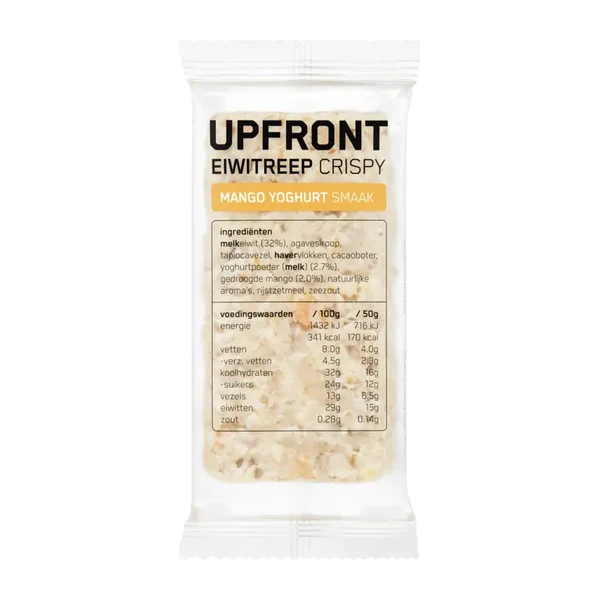 UPFRONT
EIWITREEP CRISPY
MANGO YOGHURT SMAAK
ingrediënten
melkeiwit (32%), agavestroop,
tapiocavezel, havervlokken, cacaoboter,
yoghurtpoeder (melk) (2.7%),
gedroogde mango (2.0%), natuurlijke
aroma's, rijstzetmeel, zeezout
voedingswaarden / 100g / 50g
energie 1432 kJ 716 kJ
341 kcal 170 kcal
vetten 8.0g 4.0g
-verz. vetten 4.5g 2.3g
koolhydraten 32g 16g
-suikers 24g 12g
vezels 13g 6.5g
eiwitten 29g 15g
zout 0.28g 0.14g